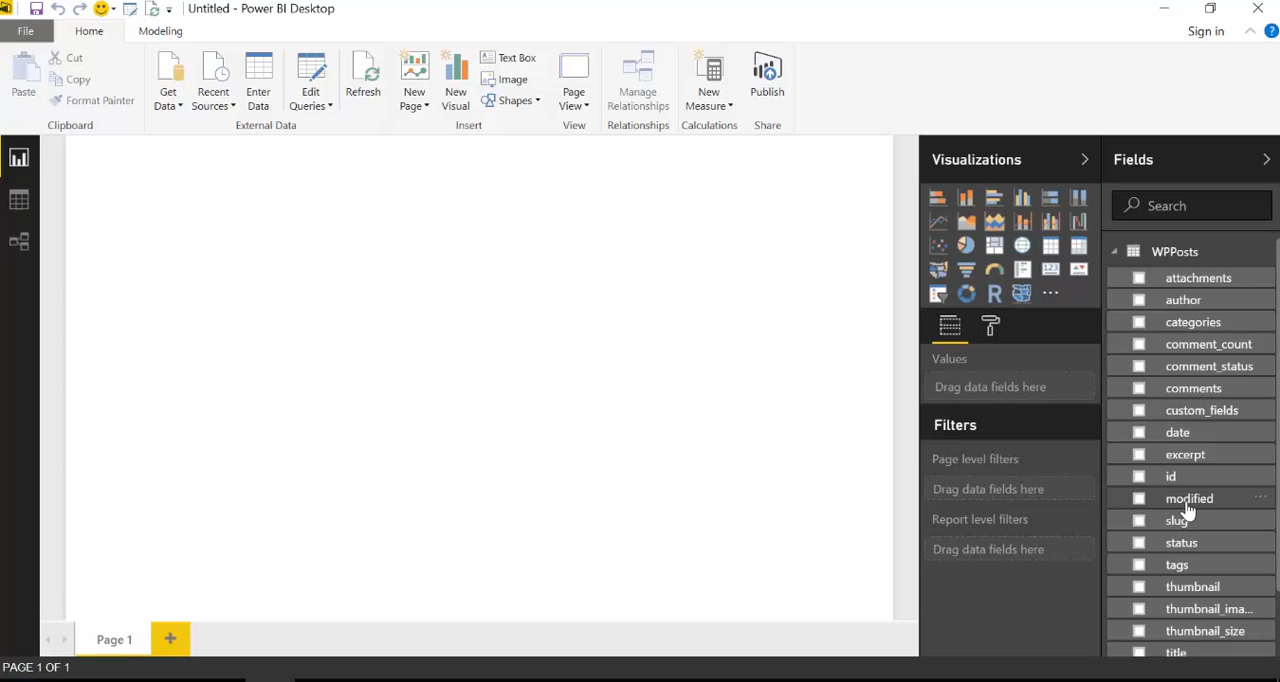 Untitled - Power BI Desktop
File
Home
Modeling
Sign in
?
Paste
Cut
Copy
Format Painter
Clipboard
Get Data
Recent Sources
Enter Data
Edit Queries
Refresh
External Data
New Page
New Visual
Text Box
Image
Shapes
Insert
Page View
View
Manage Relationships
Relationships
New Measure
Calculations
Publish
Share
Visualizations
R
Values
Drag data fields here
Filters
Page level filters
Drag data fields here
Report level filters
Drag data fields here
Fields
Search
WPPosts
attachments
author
categories
comment_count
comment_status
comments
custom_fields
date
excerpt
id
modified
slug
status
tags
thumbnail
thumbnail_ima...
thumbnail_size
title
Page 1
PAGE 1 OF 1